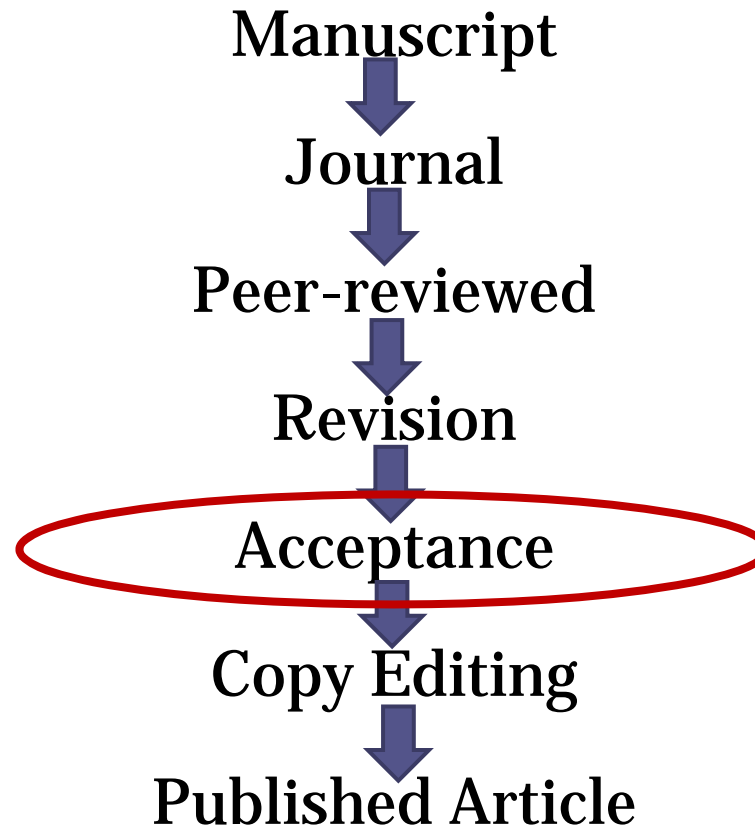 Manuscript
Journal
Peer-reviewed
Revision
Acceptance
Copy Editing
Published Article